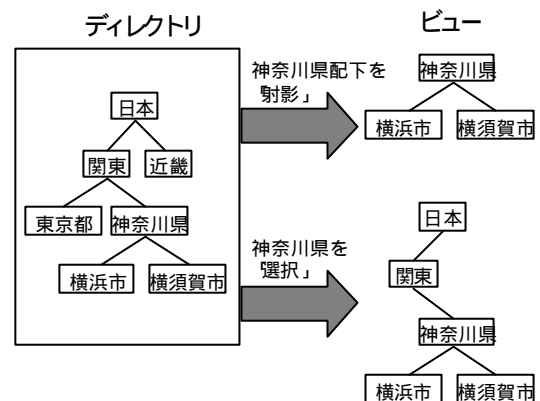 ディレクトリ
ビュー
日本
関東
近畿
東京都
神奈川県
横浜市
横須賀市
神奈川県配下を
射影」
神奈川県
横浜市
横須賀市
神奈川県を
選択」
日本
関東
神奈川県
横浜市
横須賀市